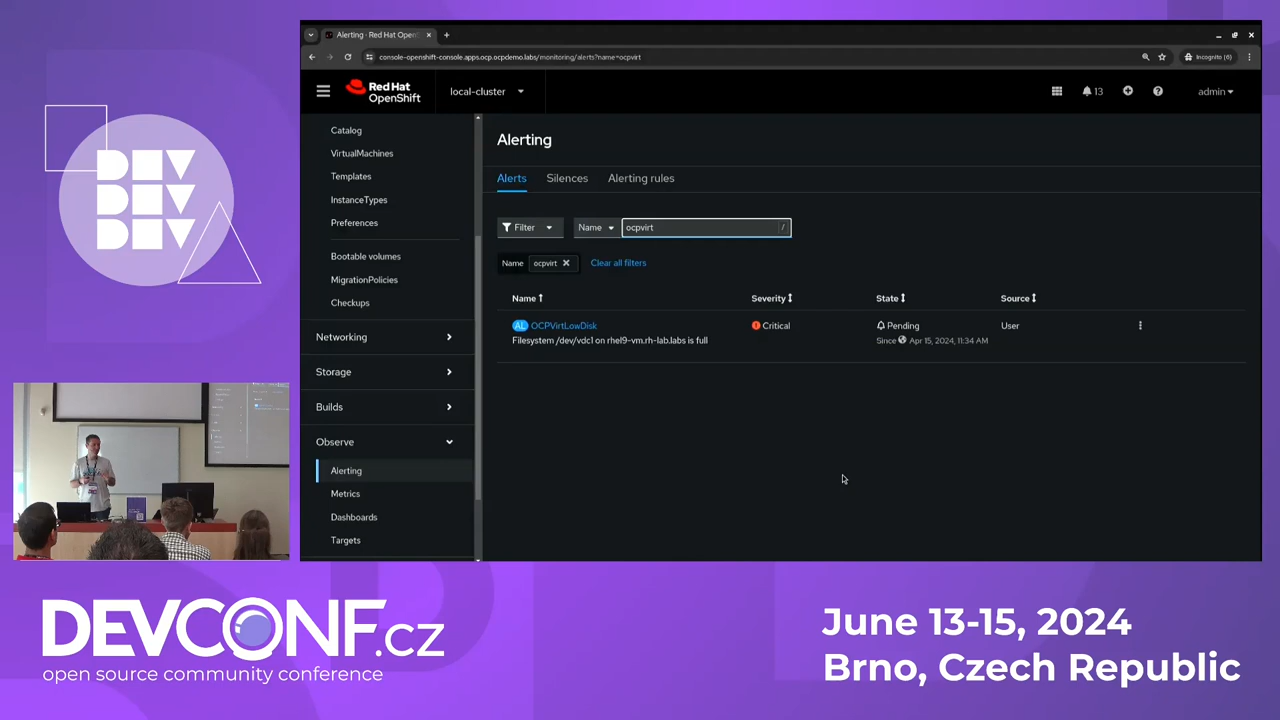 Alerting · Red Hat Open
console-openshift-console.apps.ocp.ocpdemo.labs/monitoring/alerts?name=ocpvirt
Incognito (6)
Red Hat
OpenShift
local-cluster
13
admin
Catalog
VirtualMachines
Templates
InstanceTypes
Preferences
Bootable volumes
MigrationPolicies
Checkups
Networking
Storage
Builds
Observe
Alerting
Metrics
Dashboards
Targets
Alerting
Alerts Silences Alerting rules
Filter Name ocpvirt /
Name ocpvirt Clear all filters
Name Severity State Source
AL OCPVirtLowDisk Critical Pending User
Filesystem /dev/vdc1 on rhel9-vm.rh-lab.labs is full Since Apr 15, 2024, 11:34 AM
DEV
DEV
DEV
DEVCONF.cz
open source community conference
June 13-15, 2024
Brno, Czech Republic